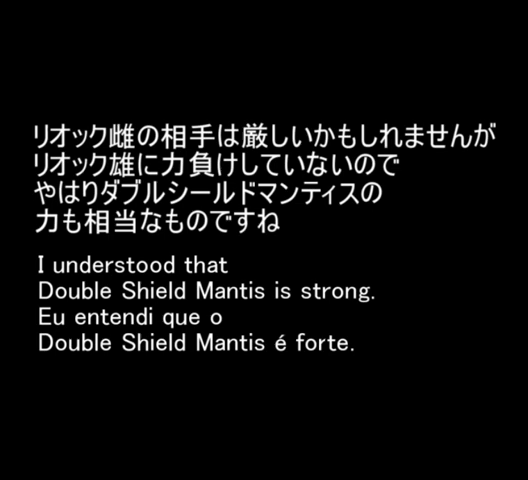 リオック雌の相手は厳しいかもしれませんが
リオック雄に力負けしていないので
やはりダブルシールドマンティスの
力も相当なものですね
I understood that
Double Shield Mantis is strong.
Eu entendi que o
Double Shield Mantis é forte.